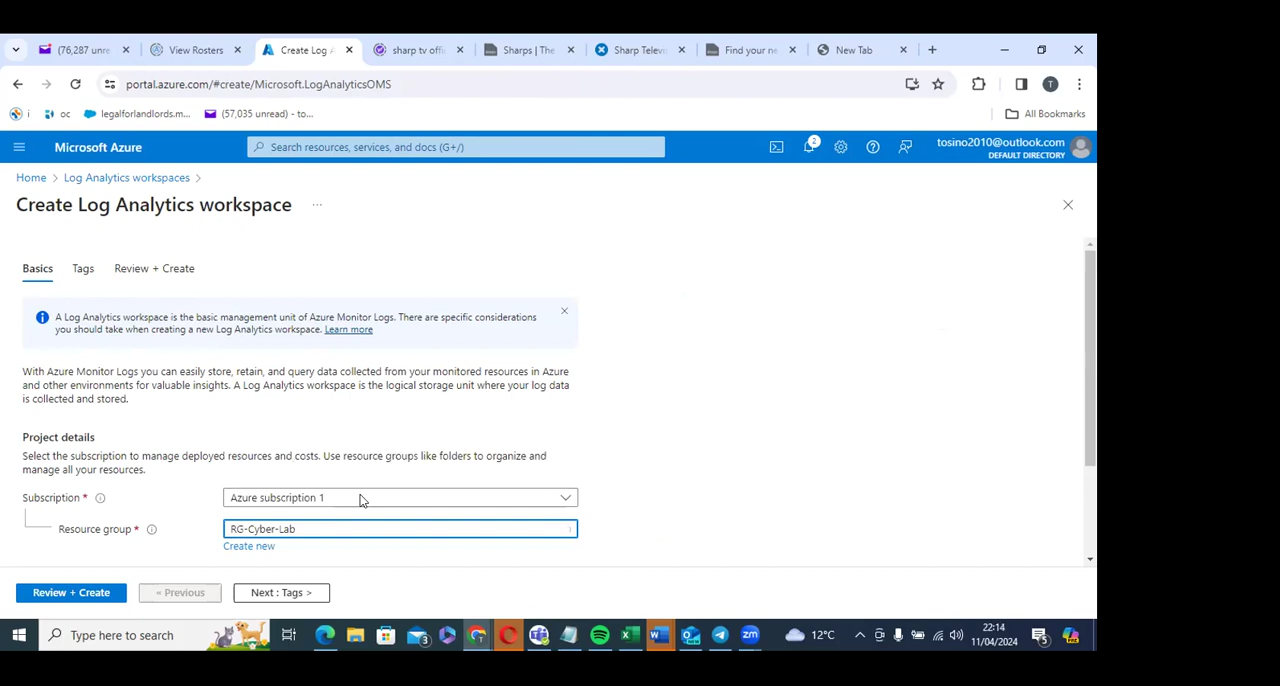 (76,287 unre
View Rosters
Create Log A
sharp tv offi
Sharps | The
Sharp Televi
Find your ne
New Tab
portal.azure.com/#create/Microsoft.LogAnalyticsOMS
i
oc
legalforlandlords.m...
(57,035 unread) - to...
All Bookmarks
Microsoft Azure
Search resources, services, and docs (G+/)
2
tosino2010@outlook.com
DEFAULT DIRECTORY
Home > Log Analytics workspaces >
Create Log Analytics workspace ...
Basics
Tags
Review + Create
A Log Analytics workspace is the basic management unit of Azure Monitor Logs. There are specific considerations
you should take when creating a new Log Analytics workspace. Learn more
With Azure Monitor Logs you can easily store, retain, and query data collected from your monitored resources in Azure
and other environments for valuable insights. A Log Analytics workspace is the logical storage unit where your log data
is collected and stored.
Project details
Select the subscription to manage deployed resources and costs. Use resource groups like folders to organize and
manage all your resources.
Subscription *
Azure subscription 1
Resource group *
RG-Cyber-Lab
Create new
Review + Create
« Previous
Next : Tags >
Type here to search
3
12°C
22:14
11/04/2024
5